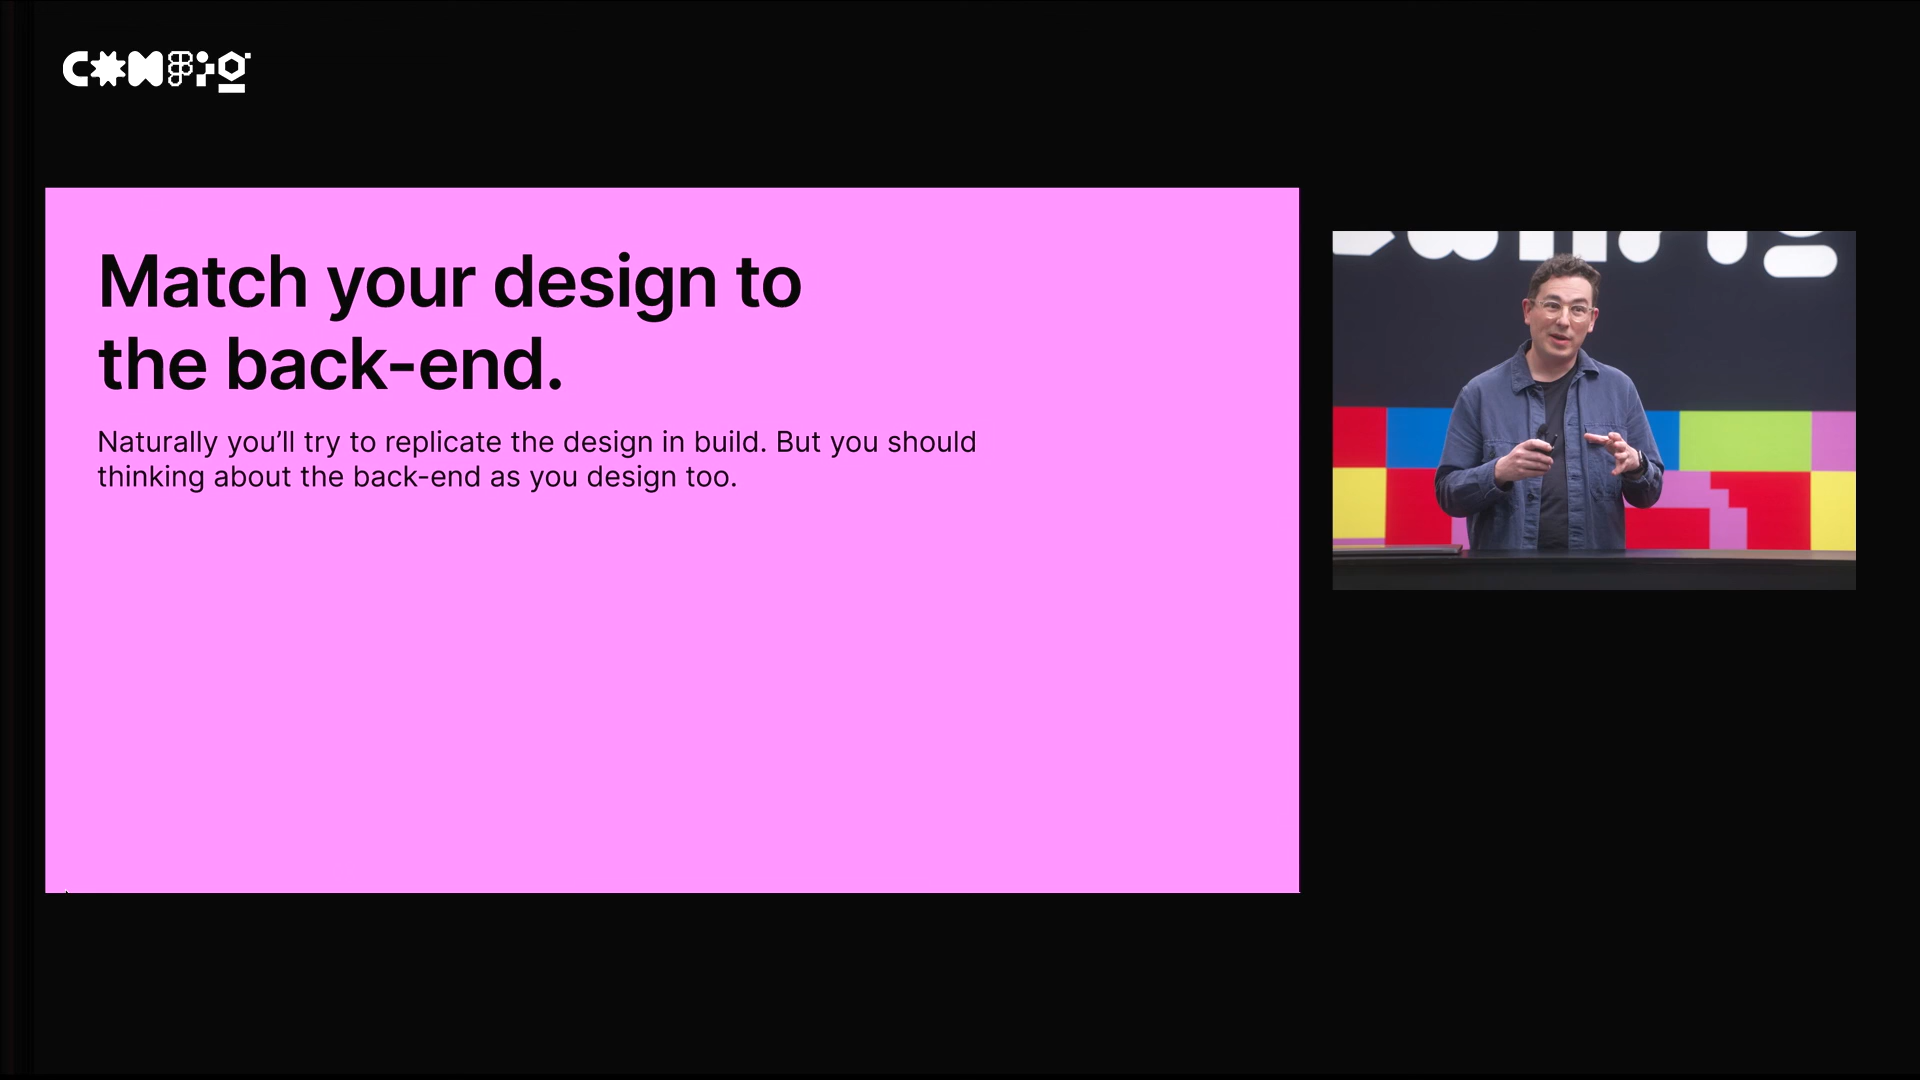 CONFIG
Match your design to
the back-end.
Naturally you’ll try to replicate the design in build. But you should
thinking about the back-end as you design too.